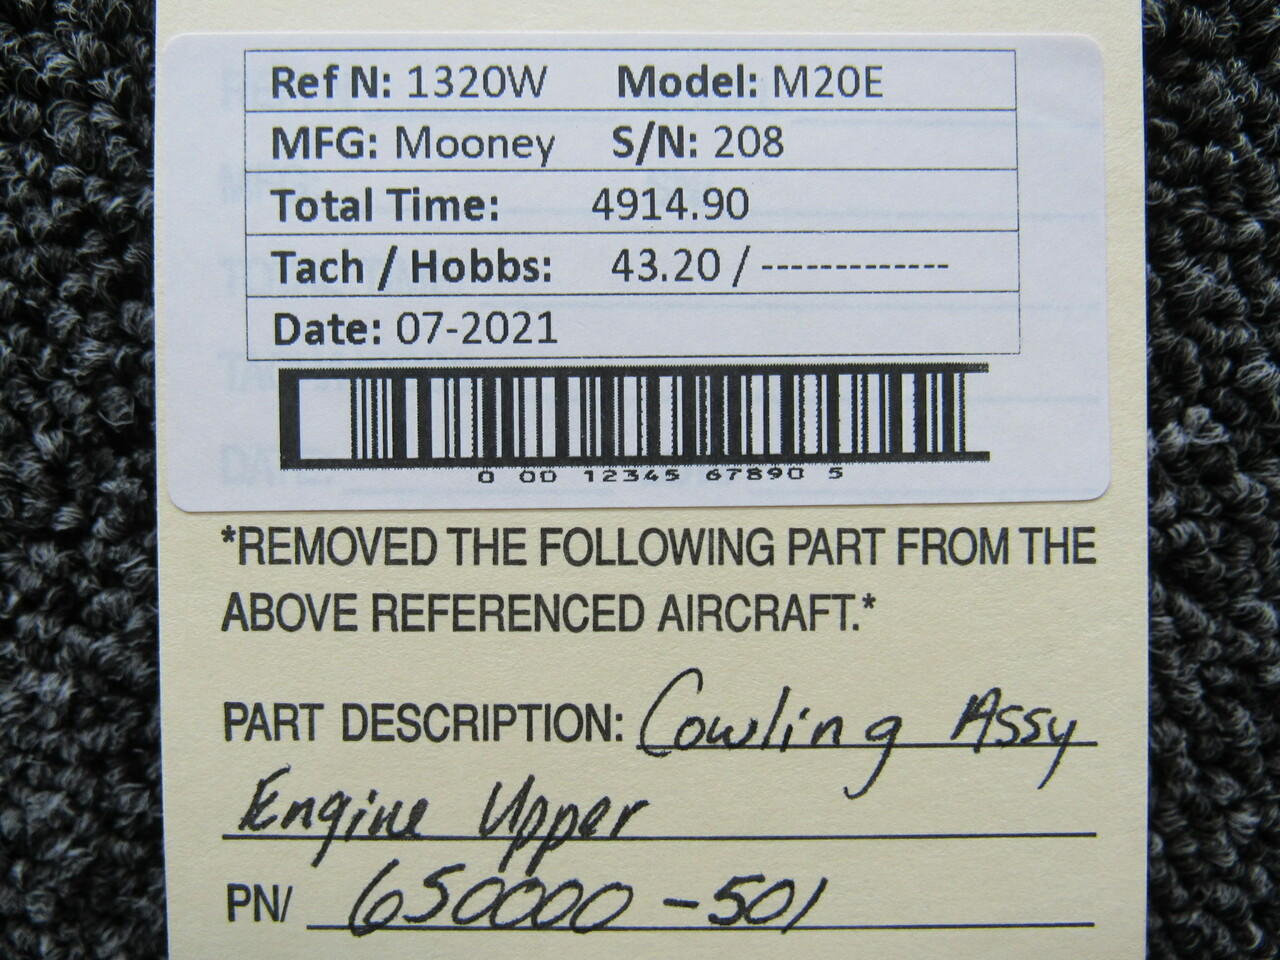 Ref N: 1320W Model: M20E
MFG: Mooney S/N: 208
Total Time: 4914.90
Tach / Hobbs: 43.20 / -------------
Date: 07-2021
0 00 12345 67890 5
*REMOVED THE FOLLOWING PART FROM THE
ABOVE REFERENCED AIRCRAFT.*
PART DESCRIPTION: Cowling Assy
Engine Upper
PN/ 650000-501